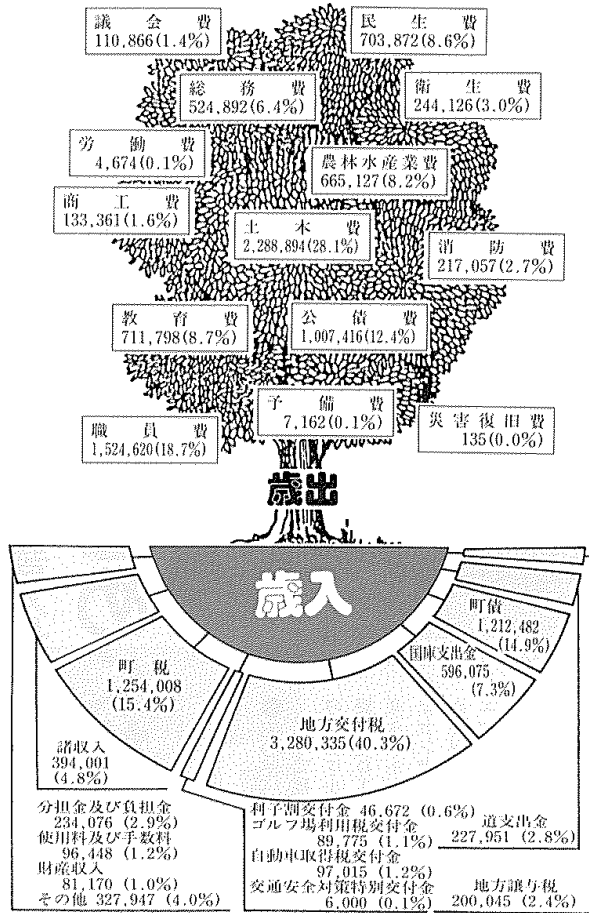 議会費
110,866(1.4%)
民生費
703,872(8.6%)
総務費
524,892(6.4%)
衛生費
244,126(3.0%)
労働費
4,674(0.1%)
農林水産業費
665,127(8.2%)
商工費
133,361(1.6%)
土木費
2,288,894(28.1%)
消防費
217,057(2.7%)
教育費
711,798(8.7%)
公債費
1,007,416(12.4%)
予備費
7,162(0.1%)
職員費
1,524,620(18.7%)
災害復旧費
135(0.0%)
歳出
歳入
町債
1,212,482
(14.9%)
国庫支出金
596,075
(7.3%)
町税
1,254,008
(15.4%)
地方交付税
3,280,335(40.3%)
諸収入
394,001
(4.8%)
分担金及び負担金
234,076 (2.9%)
使用料及び手数料
96,448 (1.2%)
財産収入
81,170 (1.0%)
その他 327,947 (4.0%)
利子割交付金 46,672 (0.6%)
ゴルフ場利用税交付金
89,775 (1.1%)
自動車取得税交付金
97,015 (1.2%)
交通安全対策特別交付金
6,000 (0.1%)
道支出金
227,951 (2.8%)
地方譲与税
200,045 (2.4%)